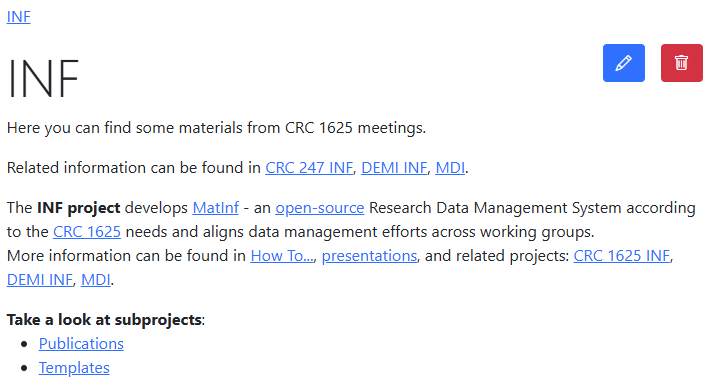 INF
INF
Here you can find some materials from CRC 1625 meetings.
Related information can be found in CRC 247 INF, DEMI INF, MDI.
The INF project develops MatInf - an open-source Research Data Management System according
to the CRC 1625 needs and aligns data management efforts across working groups.
More information can be found in How To..., presentations, and related projects: CRC 1625 INF,
DEMI INF, MDI.
Take a look at subprojects:
• Publications
• Templates